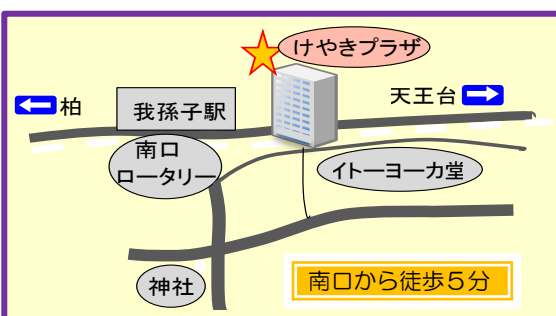 けやきプラザ
柏
我孫子駅
天王台
南口
ロータリー
イトーヨーカ堂
神社
南口から徒歩５分